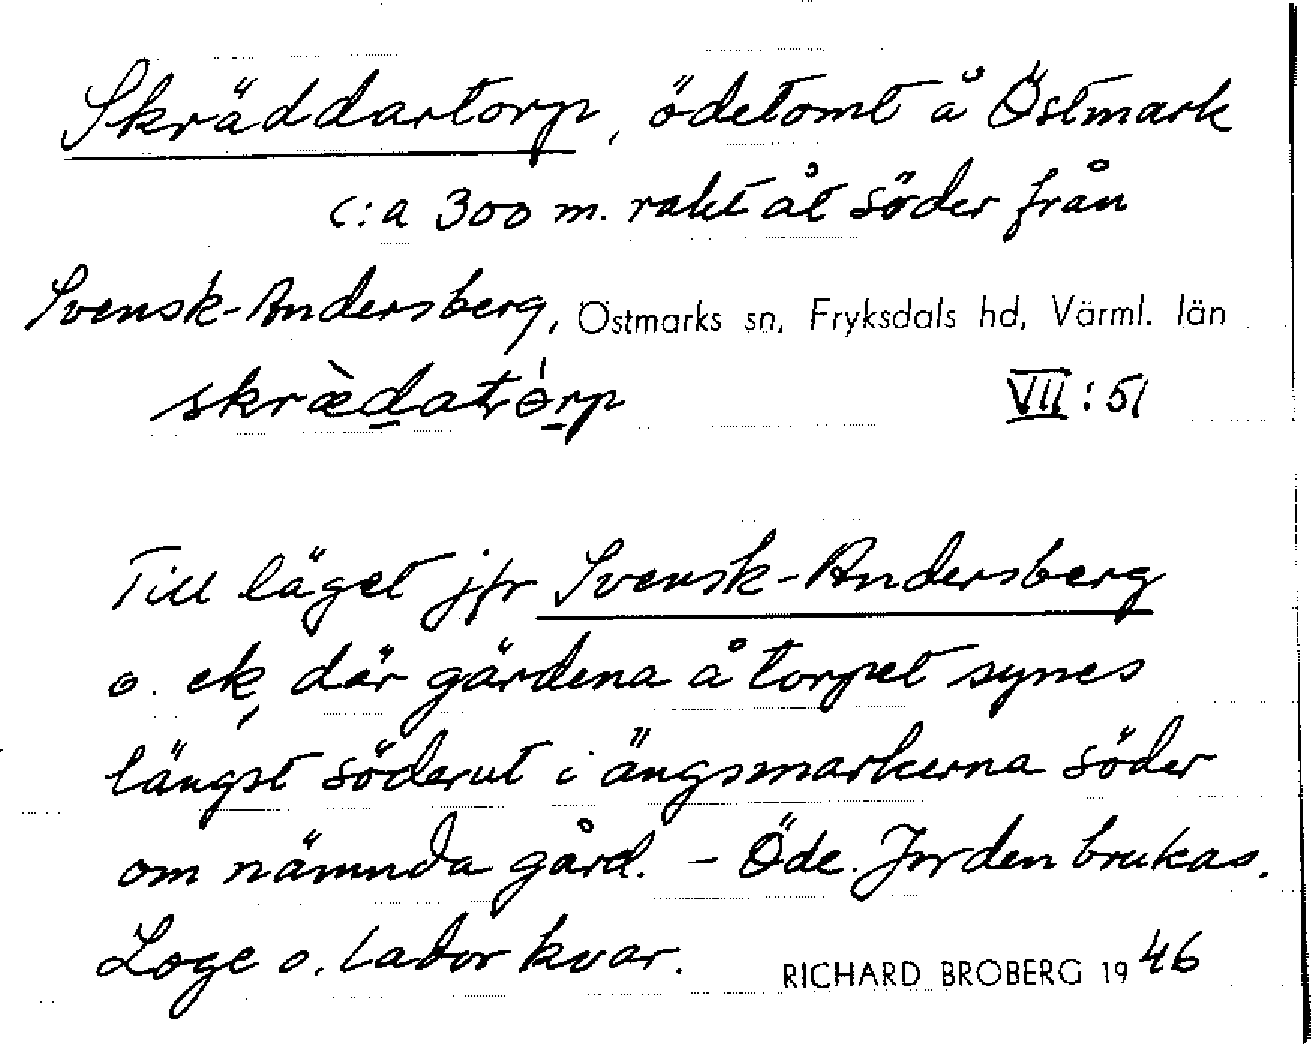 Skräddartorp, ödetomt å Östmark
c:a 300 m. rakt åt söder från
Svensk-Andersberg, Östmarks sn, Fryksdals hd, Värml. län
skrædatórp VII:51
Till läget jfr Svensk-Andersberg
o. ek, där gärdena å torpet synes
längst söderut i ängsmarkerna söder
om nämnda gård. - Öde. Jorden brukas.
Loge o. lador kvar. RICHARD BROBERG 1946